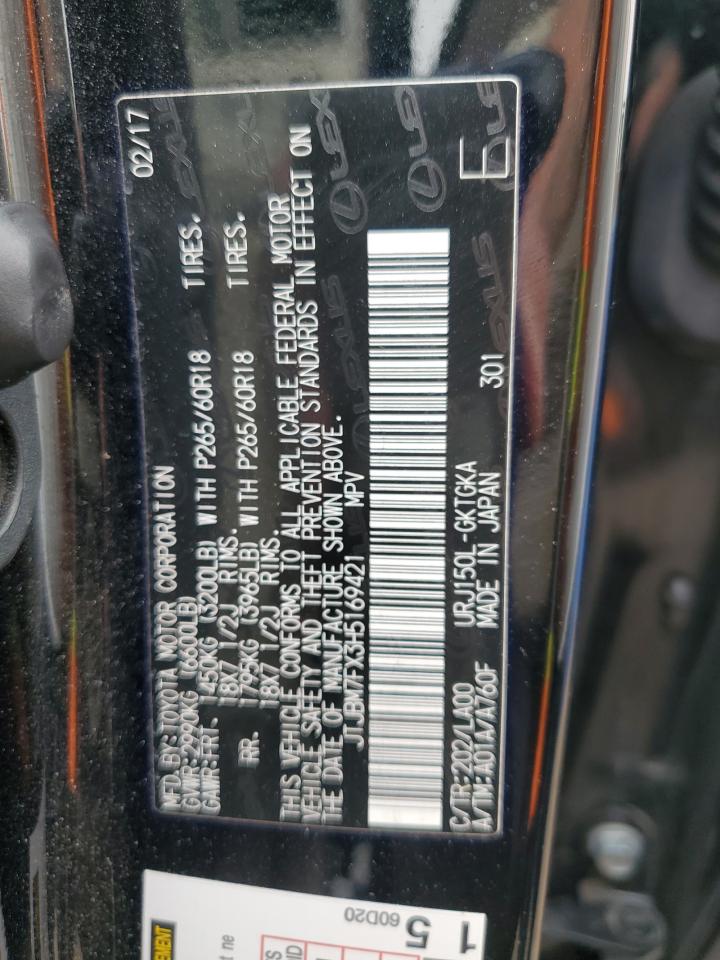 MFD.BY:TOYOTA MOTOR CORPORATION 02/17
GVWR:2990KG(6600LB)
GAWR:FRT. 1450KG (3200LB) WITH P265/60R18 TIRES.
18X7 1/2J RIMS.
RR. 1795KG (3965LB) WITH P265/60R18 TIRES.
18X7 1/2J RIMS.
THIS VEHICLE CONFORMS TO ALL APPLICABLE FEDERAL MOTOR
VEHICLE SAFETY AND THEFT PREVENTION STANDARDS IN EFFECT ON
THE DATE OF MANUFACTURE SHOWN ABOVE.
JTJBM7FX3H5169421 MPV
C/TR:202/LA00 URJ150L-GKTGKA
A/TM:A01A/A760F MADE IN JAPAN 301 E
LEXUS
LEXUS
60D20
15